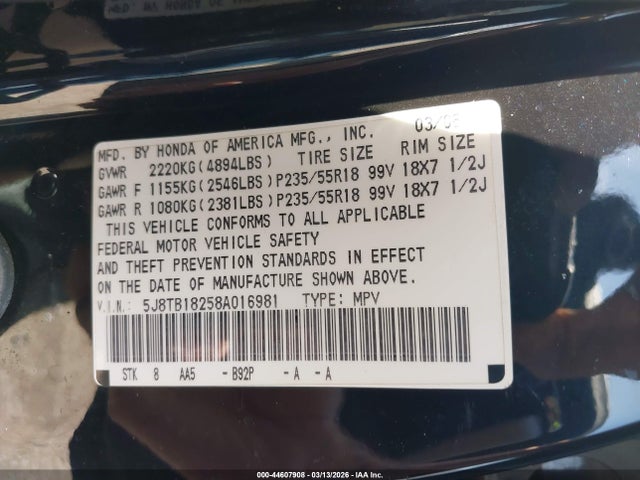 MFD. BY HONDA OF AMERICA MFG., INC. 03/08
GVWR 2220KG(4894LBS) TIRE SIZE RIM SIZE
GAWR F 1155KG(2546LBS)P235/55R18 99V 18X7 1/2J
GAWR R 1080KG(2381LBS)P235/55R18 99V 18X7 1/2J
THIS VEHICLE CONFORMS TO ALL APPLICABLE
FEDERAL MOTOR VEHICLE SAFETY
AND THEFT PREVENTION STANDARDS IN EFFECT
ON THE DATE OF MANUFACTURE SHOWN ABOVE.
V.I.N.: 5J8TB18258A016981 TYPE: MPV
STK 8 AA5 -B92P -A -A
000-44607908 - 03/13/2026 - IAA Inc.